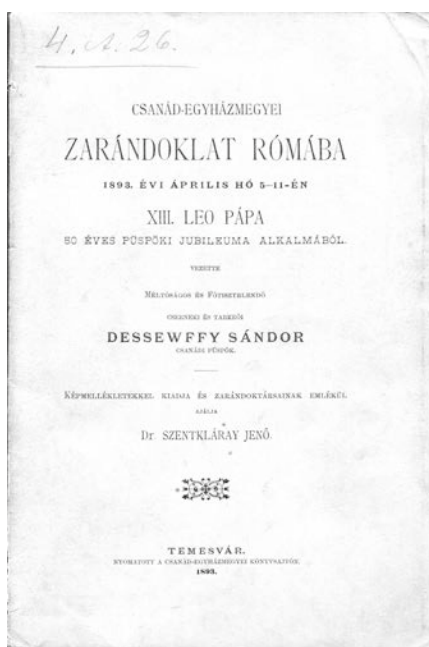 4. A. 26.
CSANÁD-EGYHÁZMEGYEI
ZARÁNDOKLAT RÓMÁBA
1893. ÉVI ÁPRILIS HÓ 5–11-ÉN
XIII. LEO PÁPA
50 ÉVES PÜSPÖKI JUBILEUMA ALKALMÁBÓL.
VEZETTE
MÉLTÓSÁGOS ÉS FŐTISZTELENDŐ
CSERNEKI ÉS TARKEŐI
DESSEWFFY SÁNDOR
CSANÁDI PÜSPÖK.
KÉPMELLÉKLETEKKEL KIADJA ÉS ZARÁNDOKTÁRSAINAK EMLÉKÜL
AJÁLJA
Dr. SZENTKLÁRAY JENŐ.
TEMESVÁR.
NYOMATOTT A CSANÁD-EGYHÁZMEGYEI KÖNYVSAJTÓN.
1893.